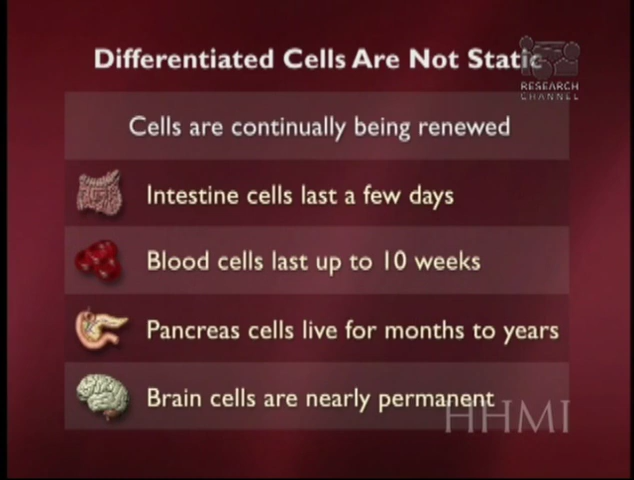 Differentiated Cells Are Not Static
RESEARCH
CHANNEL
Cells are continually being renewed
Intestine cells last a few days
Blood cells last up to 10 weeks
Pancreas cells live for months to years
Brain cells are nearly permanent
HHMI